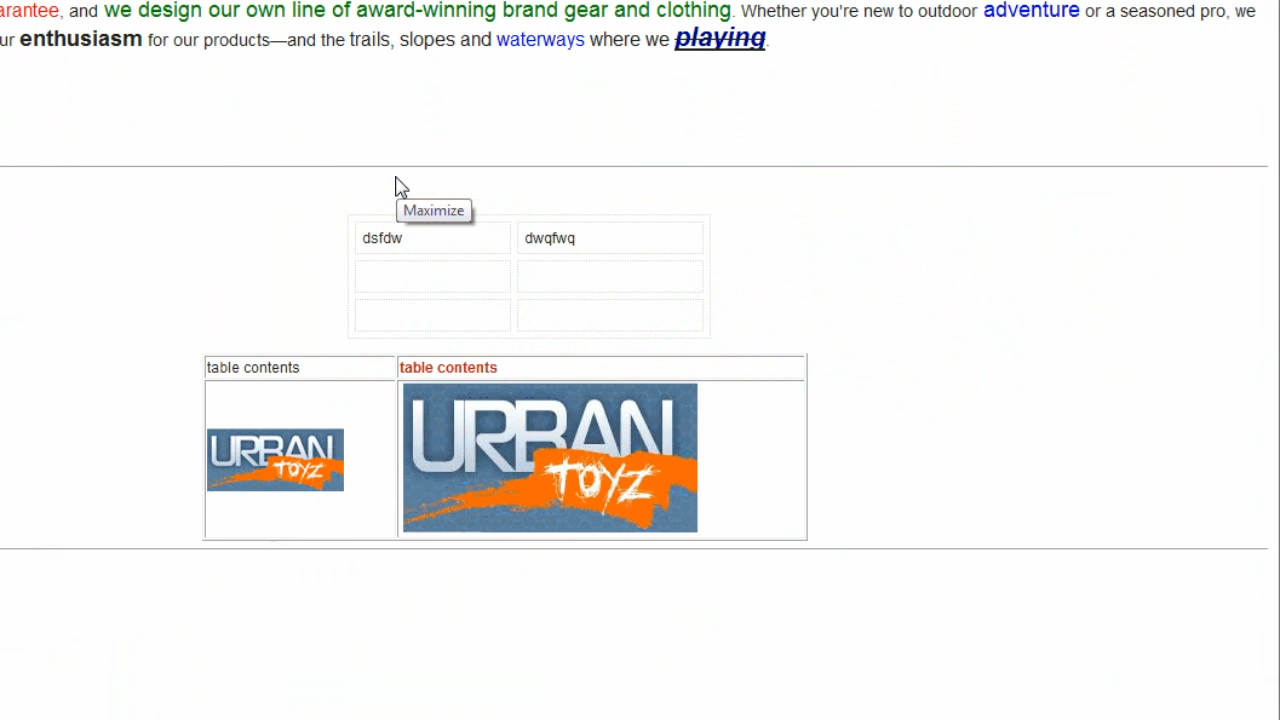 arantee, and we design our own line of award-winning brand gear and clothing. Whether you're new to outdoor adventure or a seasoned pro, we
ur enthusiasm for our products—and the trails, slopes and waterways where we playing.
Maximize
dsfdw dwqfwq
table contents table contents
URBAN TOYZ URBAN TOYZ